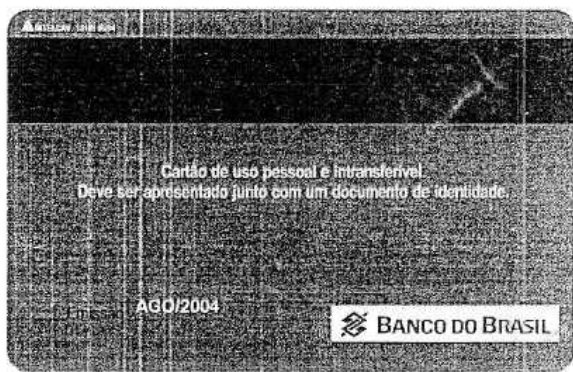 Cartão de uso pessoal e intransferível
Deve ser apresentado junto com um documento de identidade.
AGO/2004
BANCO DO BRASIL